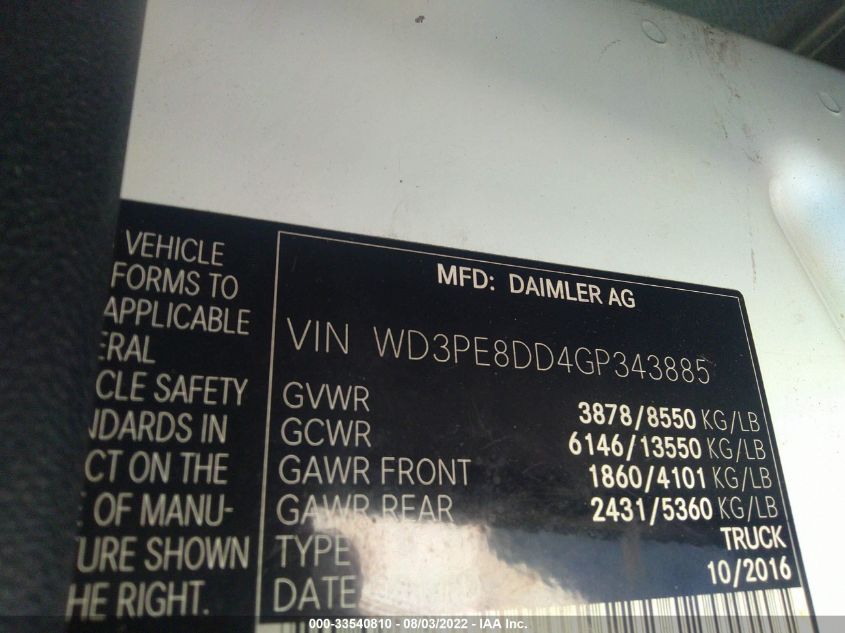 VEHICLE
FORMS TO
APPLICABLE
ERAL
CLE SAFETY
NDARDS IN
CT ON THE
OF MANU-
URE SHOWN
HE RIGHT.
MFD: DAIMLER AG
VIN WD3PE8DD4GP343885
GVWR 3878/8550 KG/LB
GCWR 6146/13550 KG/LB
GAWR FRONT 1860/4101 KG/LB
GAWR REAR 2431/5360 KG/LB
TYPE TRUCK
DATE 10/2016
000-33540810 - 08/03/2022 - IAA Inc.